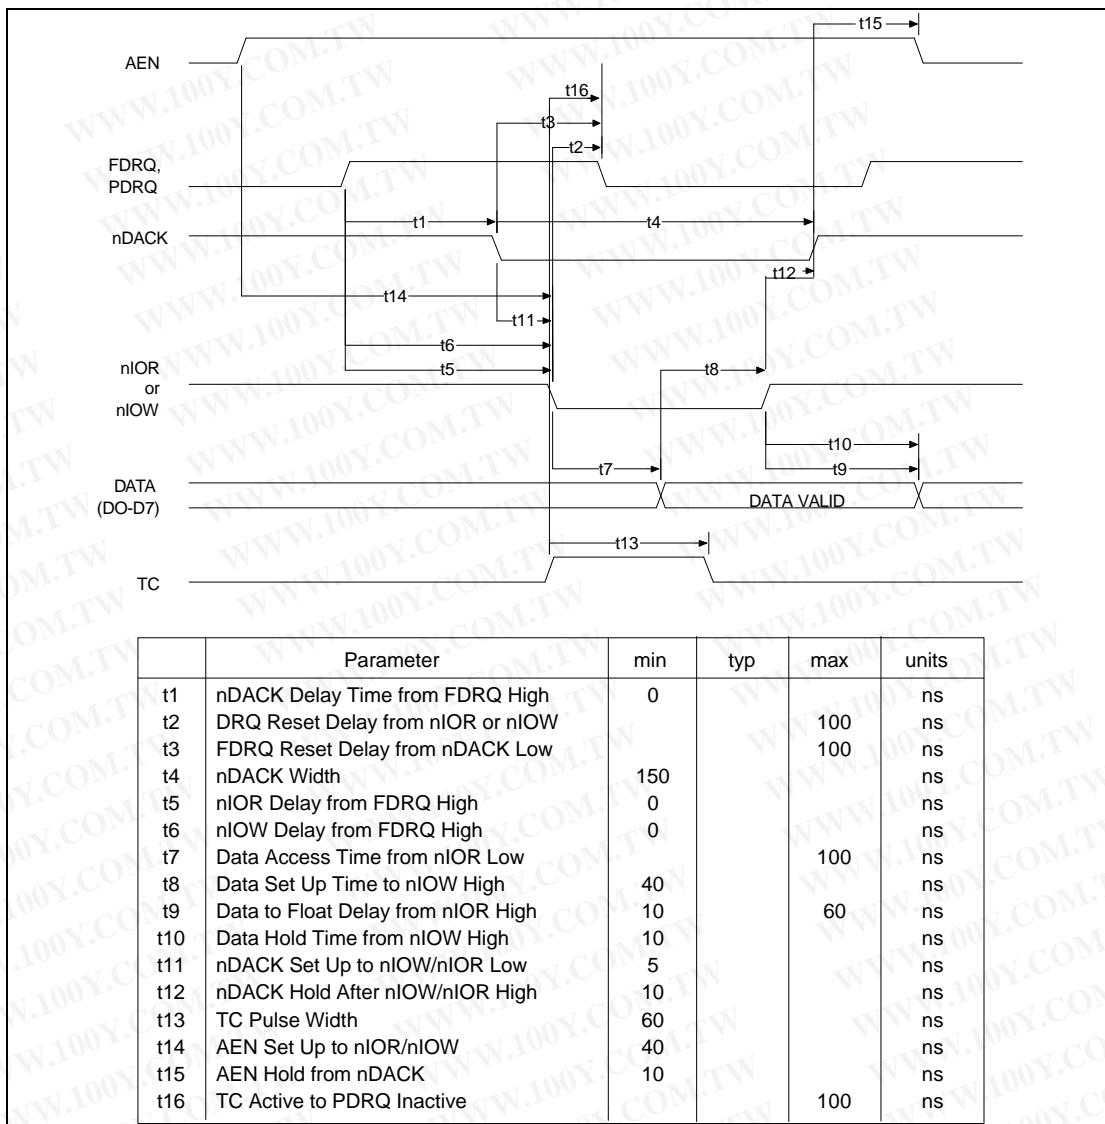 t15
AEN
t16
t3
t2
FDRQ,
PDRQ
t1
t4
nDACK
t12
t14
t11
t6
t5
t8
nIOR
or
nIOW
t10
t7
t9
DATA
(DO-D7)
DATA VALID
t13
TC
Parameter min typ max units
t1 nDACK Delay Time from FDRQ High 0 ns
t2 DRQ Reset Delay from nIOR or nIOW 100 ns
t3 FDRQ Reset Delay from nDACK Low 100 ns
t4 nDACK Width 150 ns
t5 nIOR Delay from FDRQ High 0 ns
t6 nIOW Delay from FDRQ High 0 ns
t7 Data Access Time from nIOR Low 100 ns
t8 Data Set Up Time to nIOW High 40 ns
t9 Data to Float Delay from nIOR High 10 60 ns
t10 Data Hold Time from nIOW High 10 ns
t11 nDACK Set Up to nIOW/nIOR Low 5 ns
t12 nDACK Hold After nIOW/nIOR High 10 ns
t13 TC Pulse Width 60 ns
t14 AEN Set Up to nIOR/nIOW 40 ns
t15 AEN Hold from nDACK 10 ns
t16 TC Active to PDRQ Inactive 100 ns
WWW.100Y.COM.TW